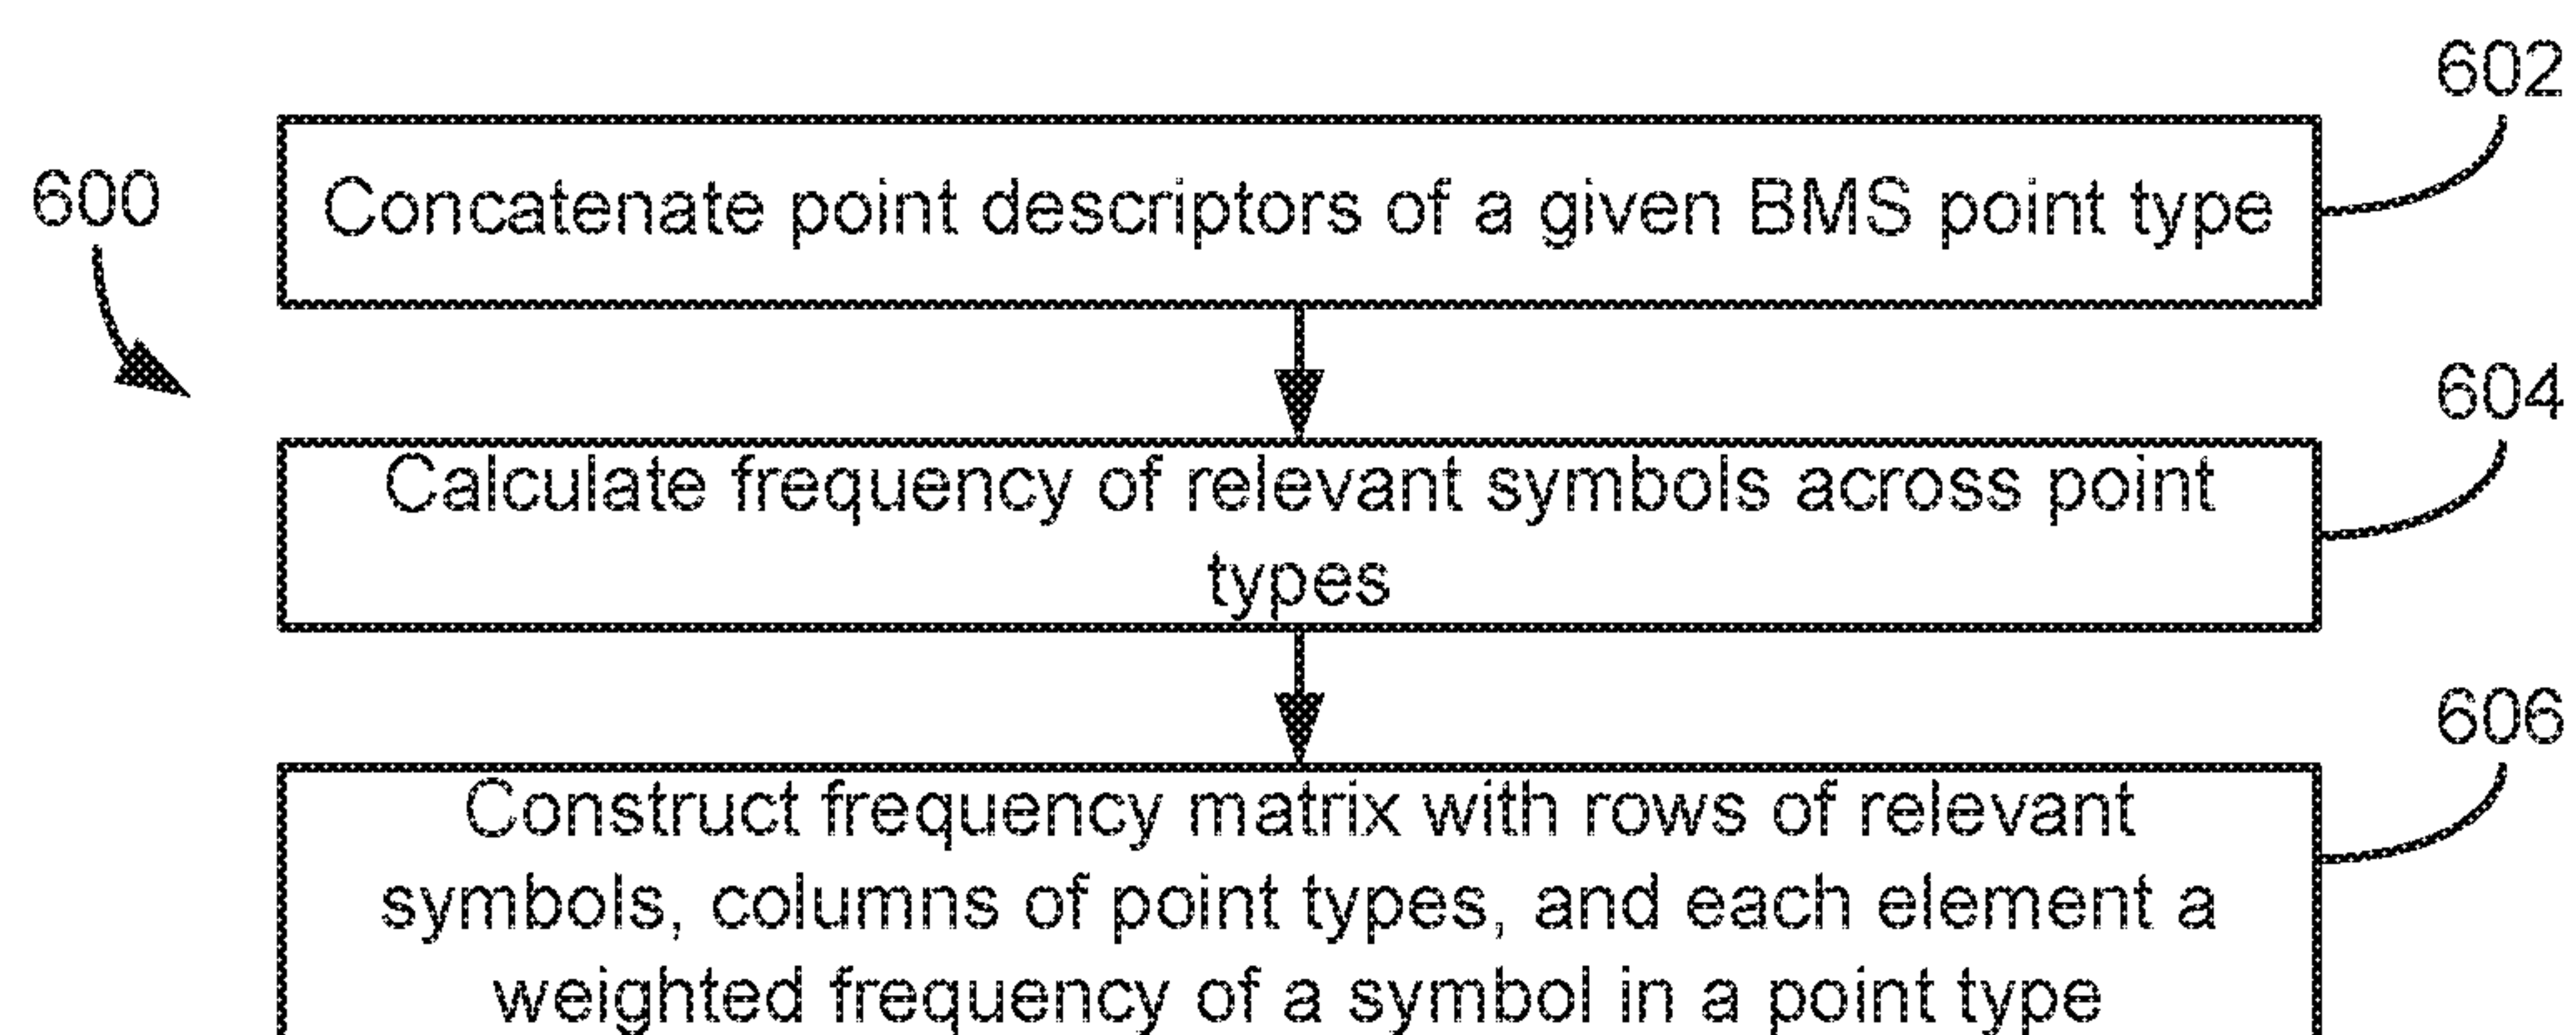 602
600
Concatenate point descriptors of a given BMS point type
604
Calculate frequency of relevant symbols across point
types
606
Construct frequency matrix with rows of relevant
symbols, columns of point types, and each element a
weighted frequency of a symbol in a point type